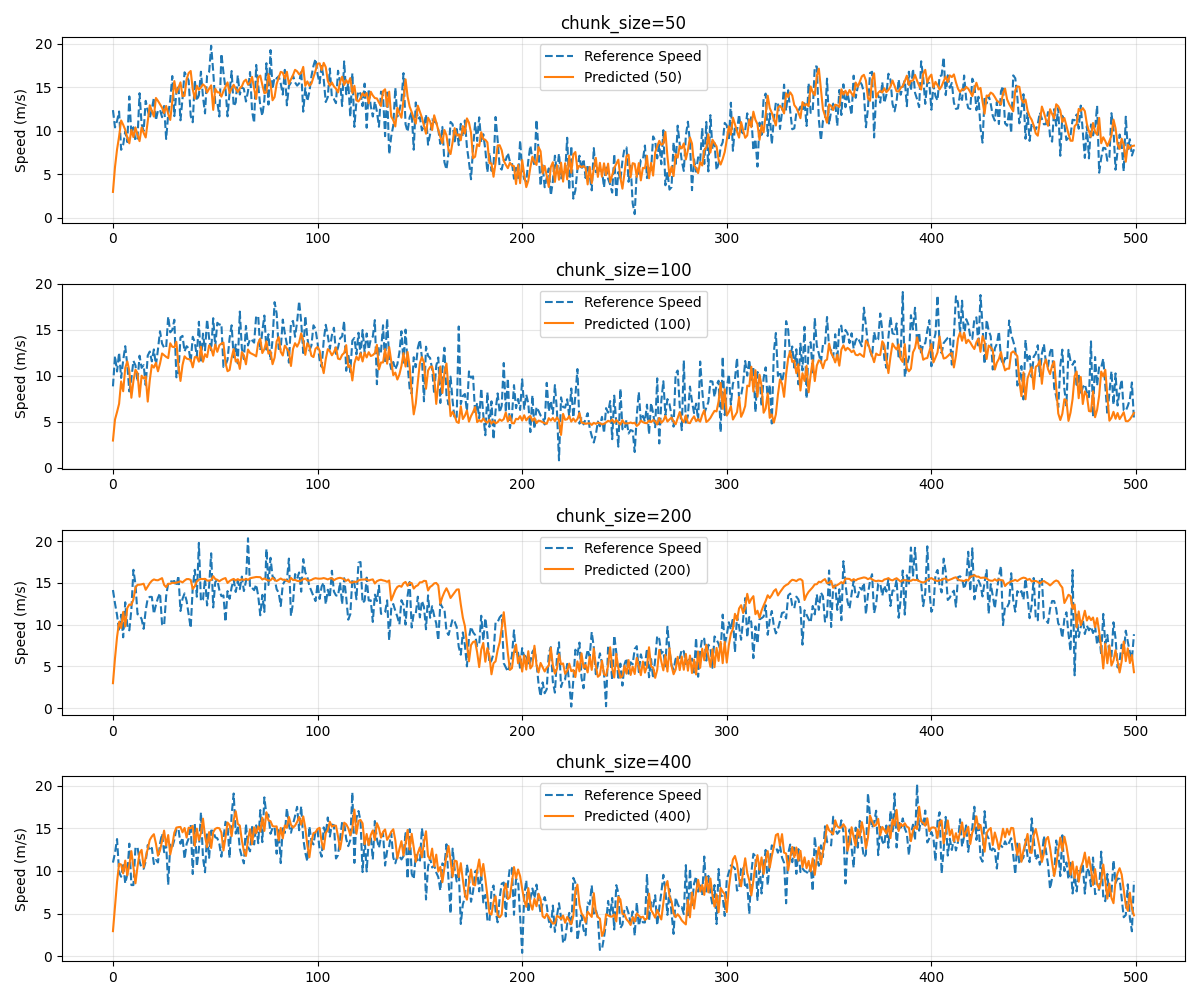 chunk_size=50
20
15
10
5
0
Speed (m/s)
Reference Speed
Predicted (50)
0 100 200 300 400 500
chunk_size=100
20
15
10
5
0
Speed (m/s)
Reference Speed
Predicted (100)
0 100 200 300 400 500
chunk_size=200
20
15
10
5
0
Speed (m/s)
Reference Speed
Predicted (200)
0 100 200 300 400 500
chunk_size=400
20
15
10
5
0
Speed (m/s)
Reference Speed
Predicted (400)
0 100 200 300 400 500